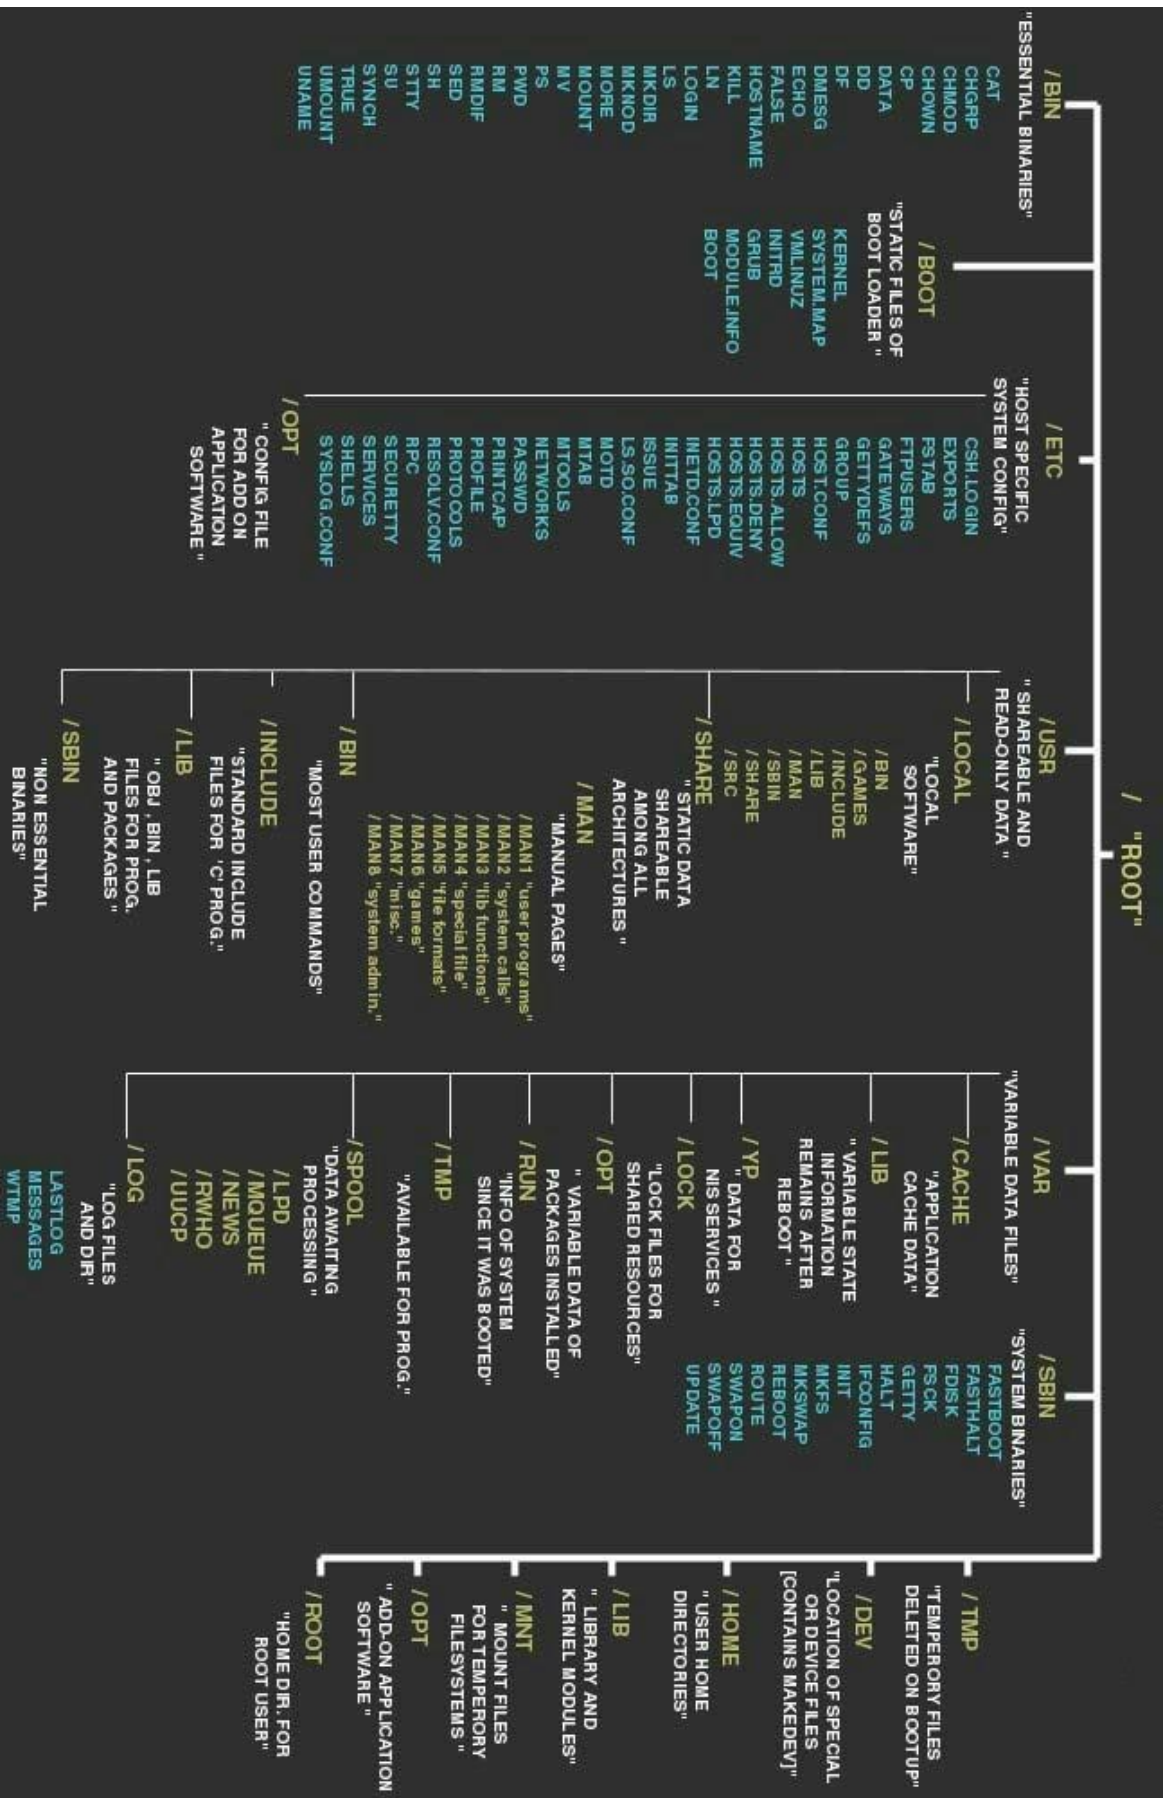 / "ROOT"
/BIN
"ESSENTIAL BINARIES"
CAT
CHGRP
CHMOD
CHOWN
CP
DATA
DD
DF
DMESG
ECHO
FALSE
HOSTNAME
KILL
LN
LOGIN
LS
MKDIR
MKNOD
MORE
MOUNT
MV
PS
PWD
RM
RMDIF
SED
SH
STTY
SU
SYNCH
TRUE
UMOUNT
UNAME
/BOOT
"STATIC FILES OF
BOOT LOADER "
KERNEL
SYSTEM.MAP
VMLINUZ
INITRD
GRUB
MODULE.INFO
BOOT
/ETC
"HOST SPECIFIC
SYSTEM CONFIG"
CSH.LOGIN
EXPORTS
FSTAB
FTPUSERS
GATEWAYS
GETTYDEFS
GROUP
HOST.CONF
HOSTS
HOSTS.ALLOW
HOSTS.DENY
HOSTS.EQUIV
HOSTS.LPD
INETD.CONF
INITTAB
ISSUE
LS.SO.CONF
MOTD
MTAB
MTOOLS
NETWORKS
PASSWD
PRINTCAP
PROFILE
PROTOCOLS
RESOLV.CONF
RPC
SECURETTY
SERVICES
SHELLS
SYSLOG.CONF
/OPT
" CONFIG FILE
FOR ADD ON
APPLICATION
SOFTWARE "
/USR
" SHAREABLE AND
READ-ONLY DATA "
/LOCAL
"LOCAL
SOFTWARE"
/BIN
/GAMES
/INCLUDE
/LIB
/MAN
/SBIN
/SHARE
/SRC
/SHARE
" STATIC DATA
SHAREABLE
AMONG ALL
ARCHITECTURES "
/MAN
"MANUAL PAGES"
/MAN1 "user programs"
/MAN2 "system calls"
/MAN3 "lib functions"
/MAN4 "special file"
/MAN5 "file formats"
/MAN6 "games"
/MAN7 "misc."
/MAN8 "system admin."
/BIN
"MOST USER COMMANDS"
/INCLUDE
"STANDARD INCLUDE
FILES FOR 'C' PROG."
/LIB
" OBJ , BIN , LIB
FILES FOR PROG.
AND PACKAGES "
/SBIN
"NON ESSENTIAL
BINARIES"
/VAR
"VARIABLE DATA FILES"
/CACHE
"APPLICATION
CACHE DATA"
/LIB
" VARIABLE STATE
INFORMATION
REMAINS AFTER
REBOOT "
/YP
"DATA FOR
NIS SERVICES "
/LOCK
"LOCK FILES FOR
SHARED RESOURCES"
/OPT
" VARIABLE DATA OF
PACKAGES INSTALLED"
/RUN
"INFO OF SYSTEM
SINCE IT WAS BOOTED"
/TMP
"AVAILABLE FOR PROG."
/SPOOL
"DATA AWAITING
PROCESSING "
/LPD
/MQUEUE
/NEWS
/RWHO
/UUCP
/LOG
"LOG FILES
AND DIR"
LASTLOG
MESSAGES
WTMP
/SBIN
"SYSTEM BINARIES"
FASTBOOT
FASTHALT
FDISK
FSCK
GETTY
HALT
IFCONFIG
INIT
MKFS
MKSWAP
REBOOT
ROUTE
SWAPON
SWAPOFF
UPDATE
/TMP
"TEMPERORY FILES
DELETED ON BOOTUP"
/DEV
"LOCATION OF SPECIAL
OR DEVICE FILES
[CONTAINS MAKEDEV]"
/HOME
"USER HOME
DIRECTORIES"
/LIB
" LIBRARY AND
KERNEL MODULES"
/MNT
" MOUNT FILES
FOR TEMPERORY
FILESYSTEMS "
/OPT
" ADD-ON APPLICATION
SOFTWARE "
/ROOT
"HOME DIR. FOR
ROOT USER"